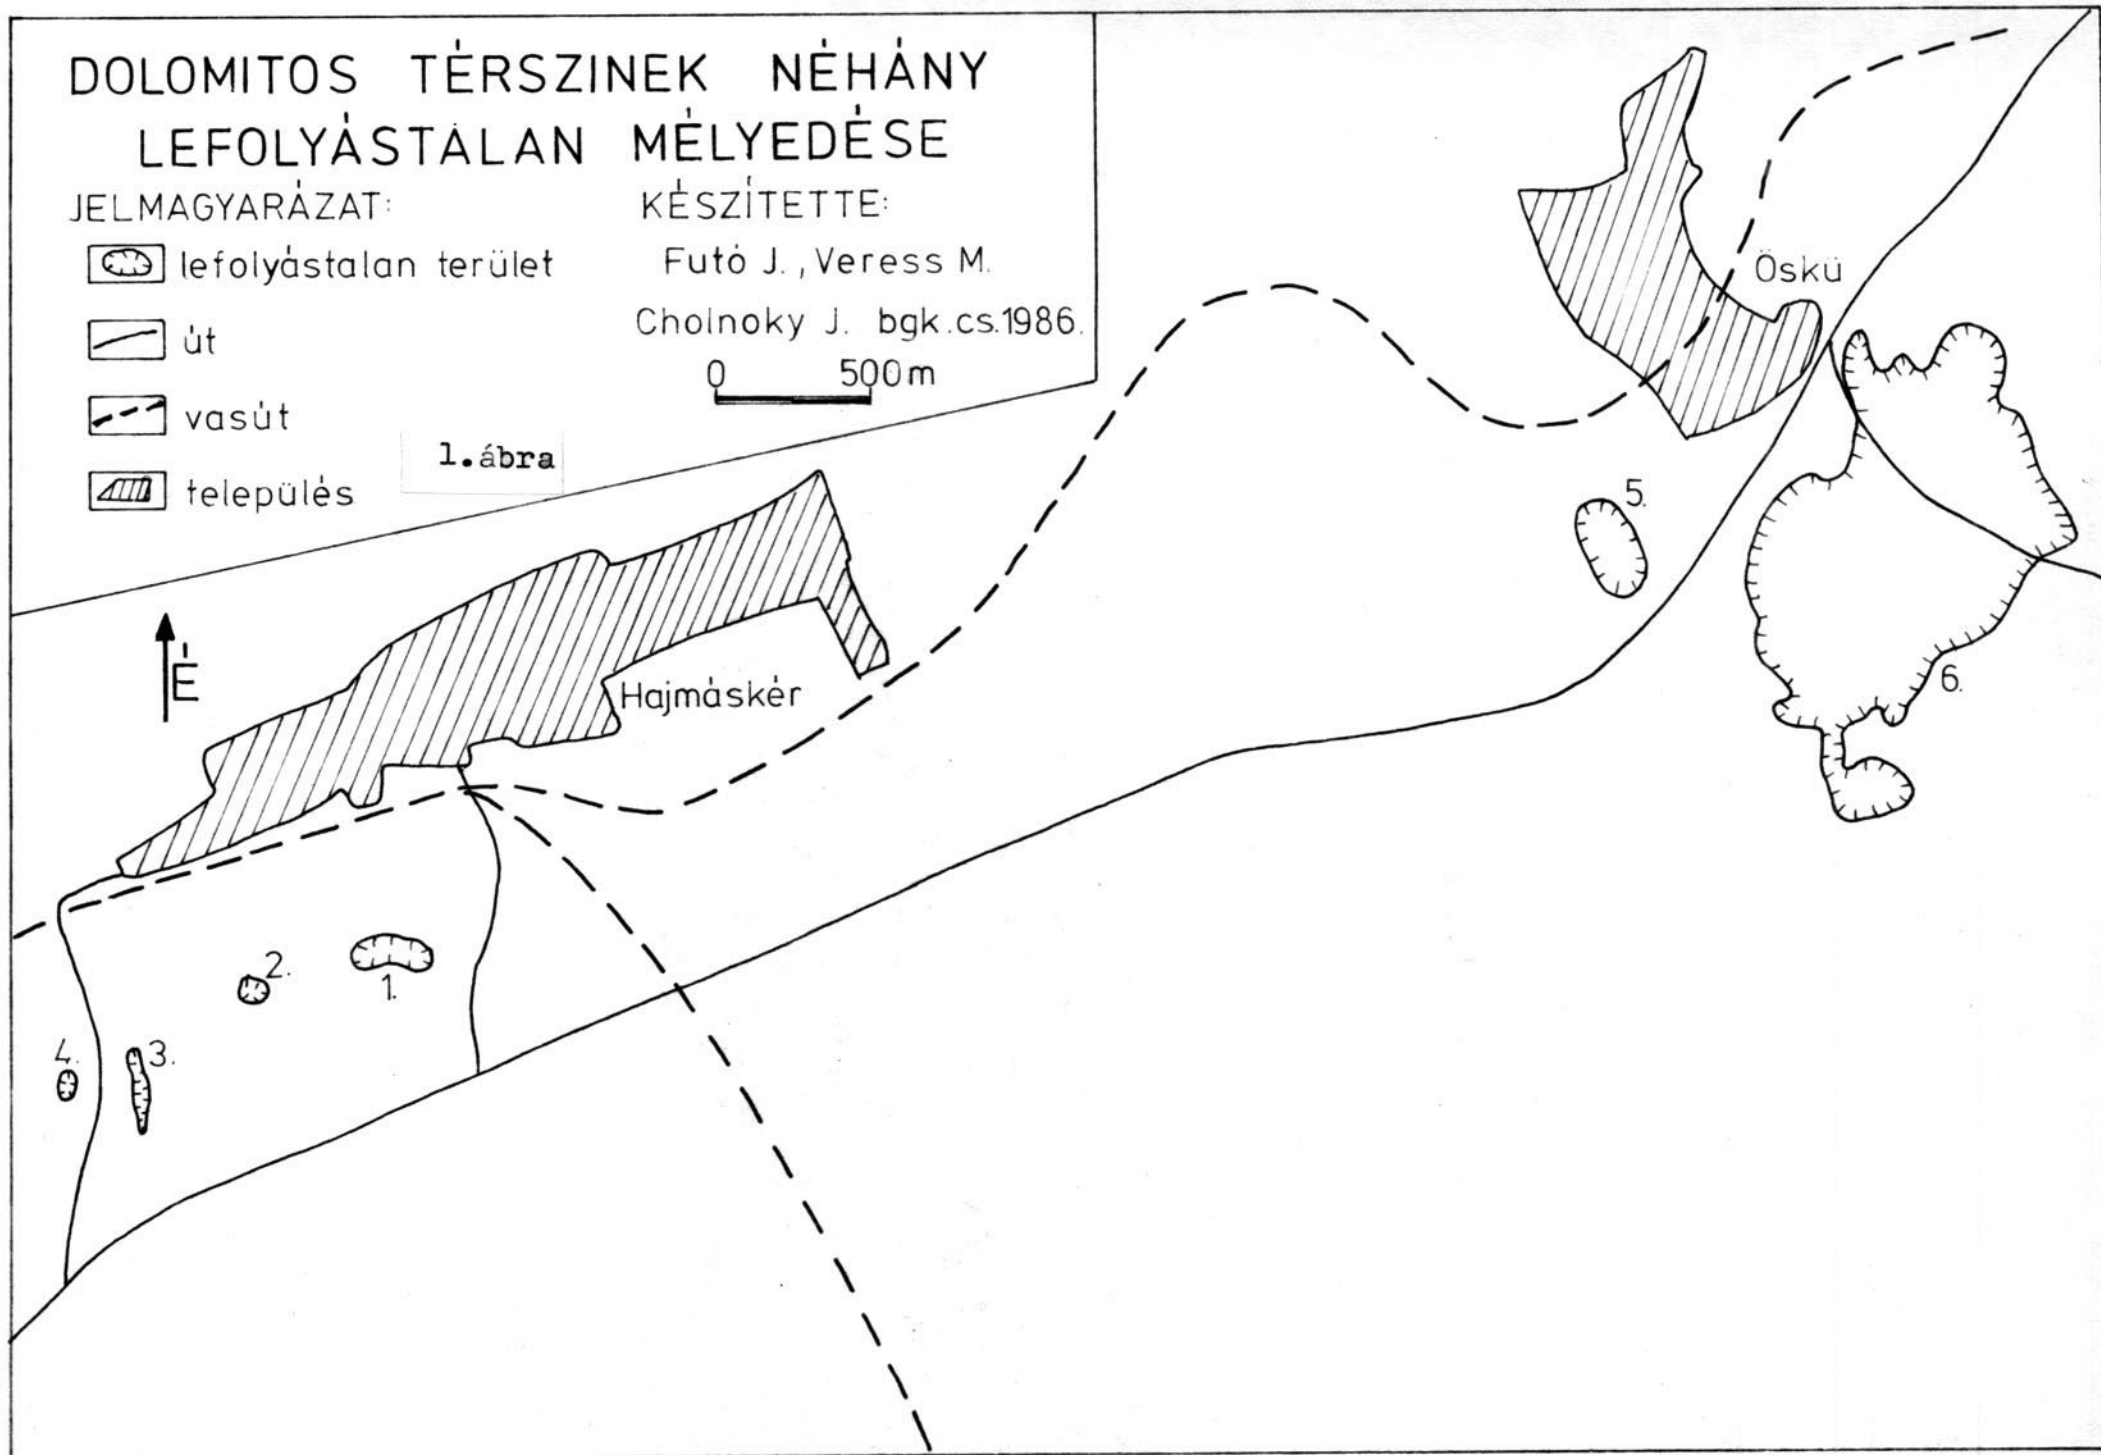 DOLOMITOS TÉRSZINEK NÉHÁNY
LEFOLYÁSTALAN MÉLYEDÉSE
JELMAGYARÁZAT:
lefolyástalan terület
út
vasút
település
KÉSZÍTETTE:
Futó J., Veress M.
Cholnoky J. bgk.cs.1986.
0 500m
1.ábra
É
Hajmáskér
Öskü
1.
2.
3.
4.
5.
6.